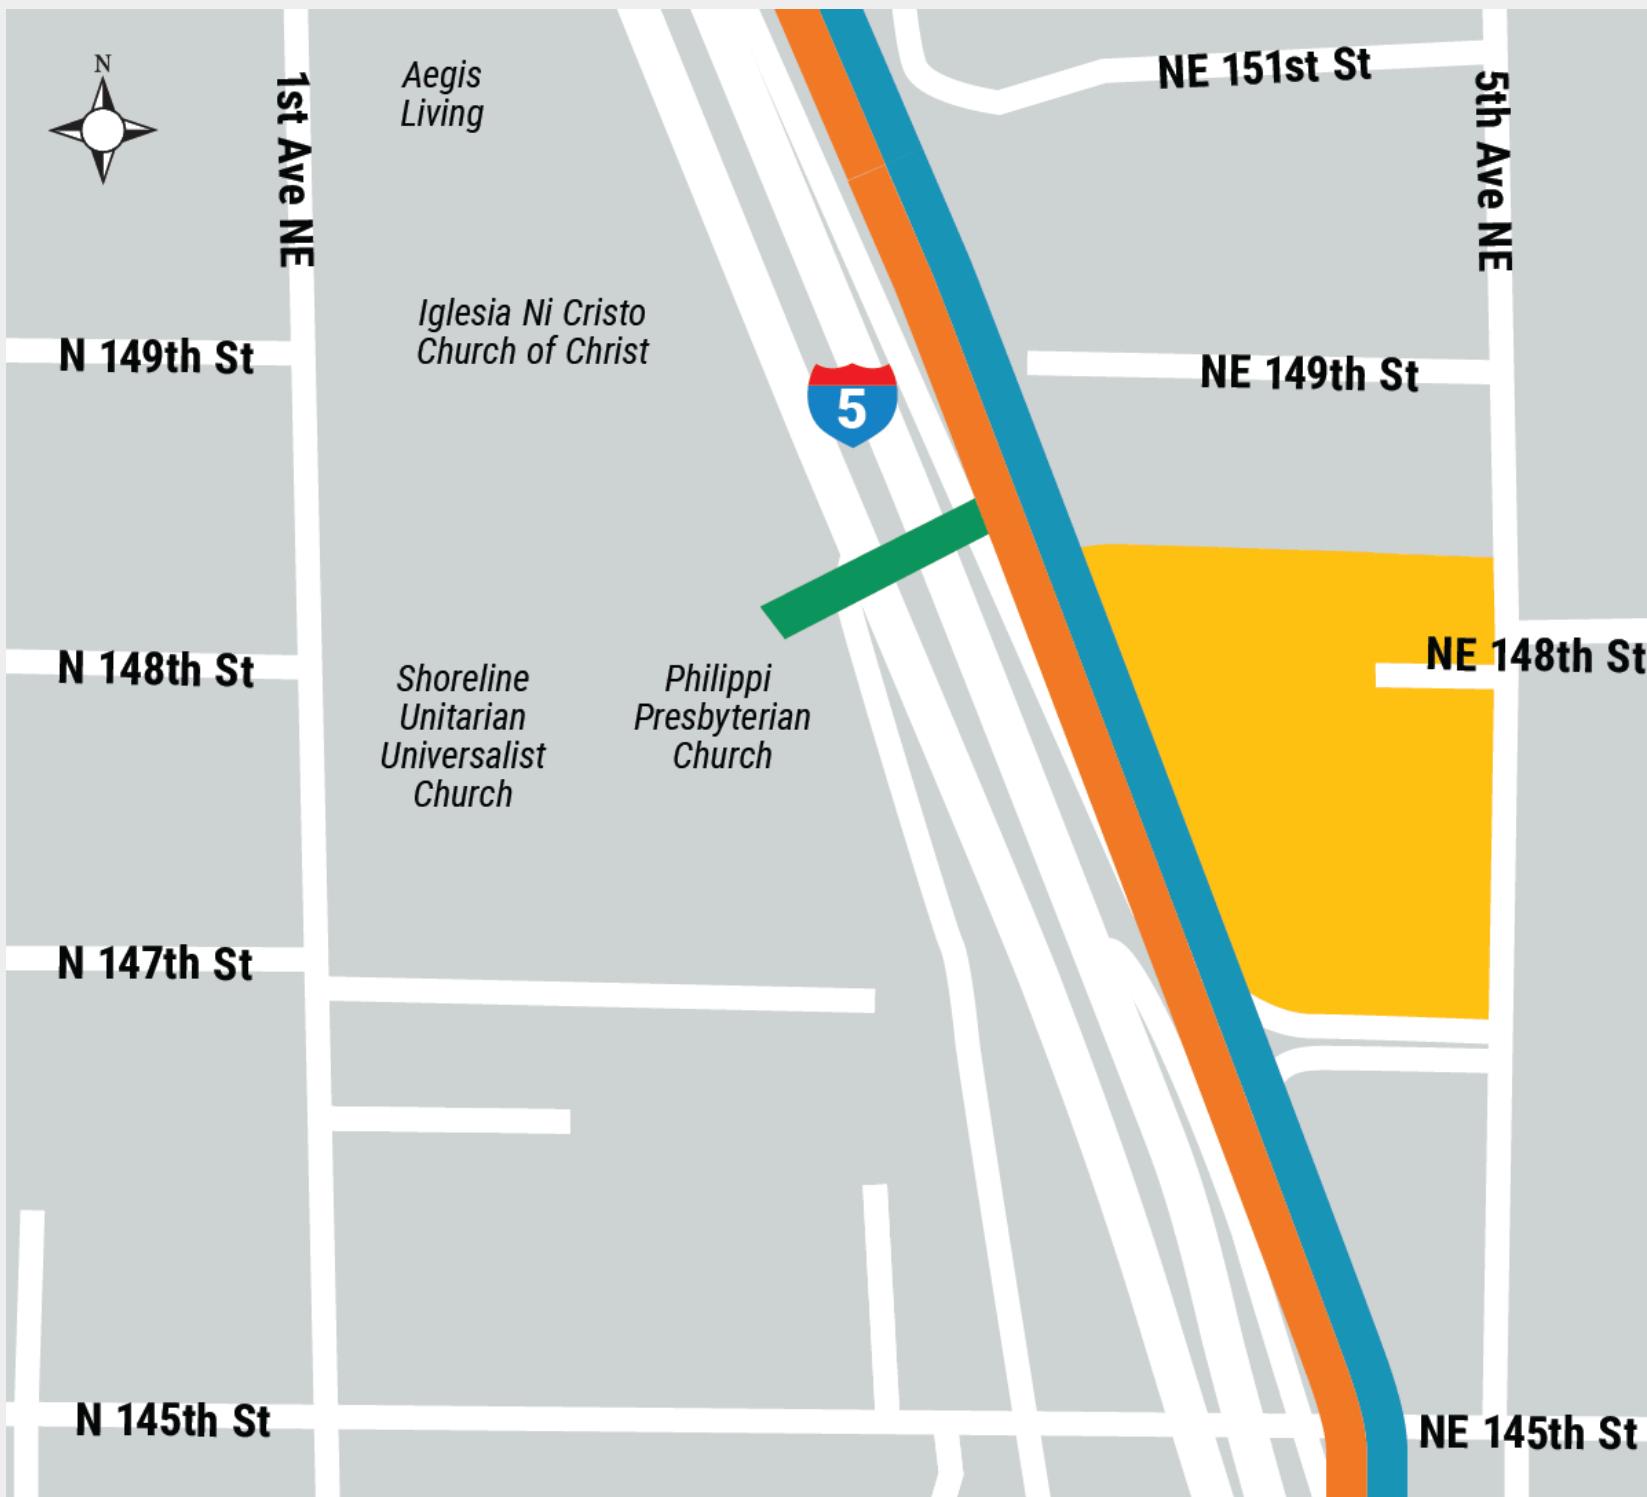 N
1st Ave NE
Aegis
Living
NE 151st St
5th Ave NE
Iglesia Ni Cristo
Church of Christ
N 149th St
5
NE 149th St
N 148th St
NE 148th St
Shoreline
Unitarian
Universalist
Church
Philippi
Presbyterian
Church
N 147th St
N 145th St
NE 145th St